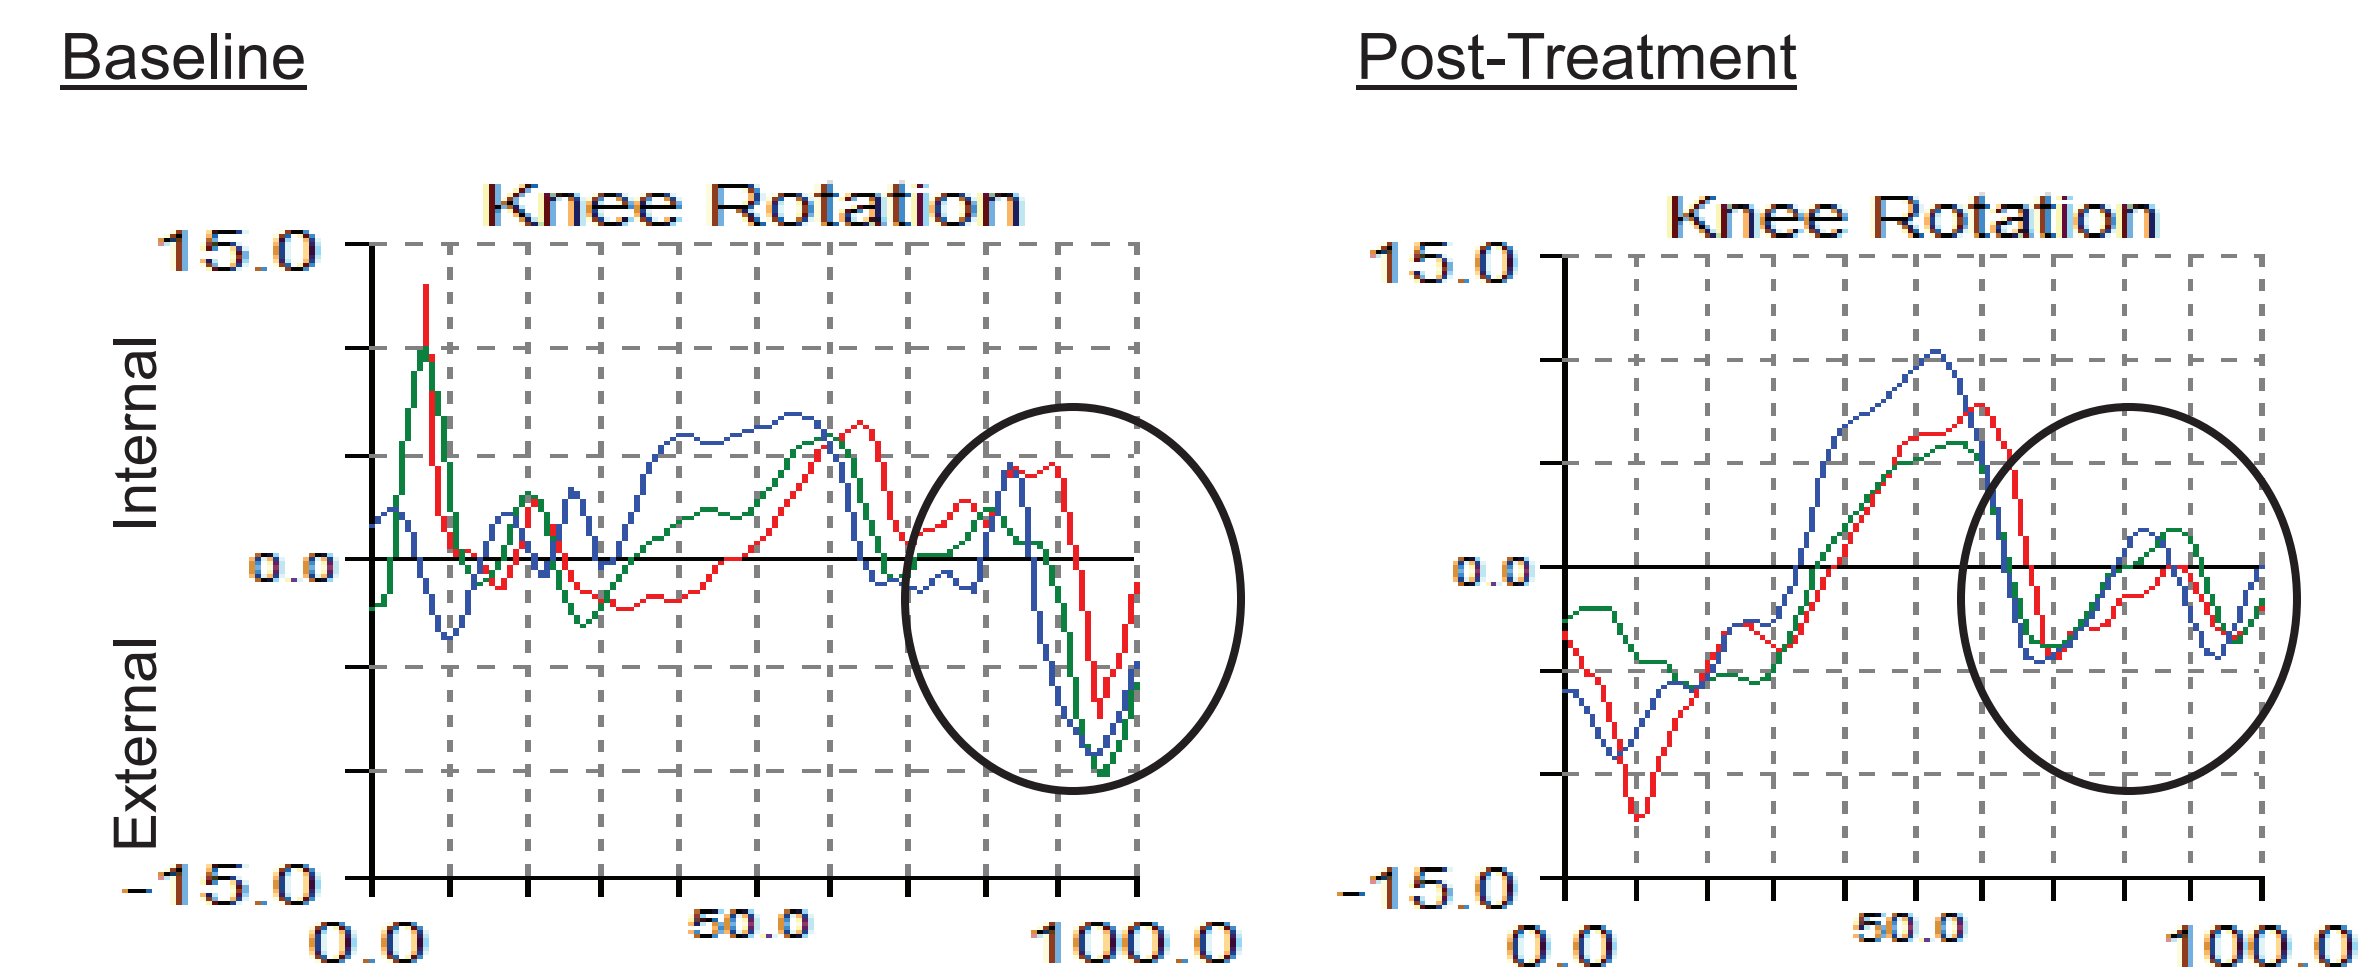 Baseline
Knee Rotation
15.0
Internal
0.0
External
-15.0
0.0
50.0
100.0
Post-Treatment
Knee Rotation
15.0
0.0
-15.0
0.0
50.0
100.0